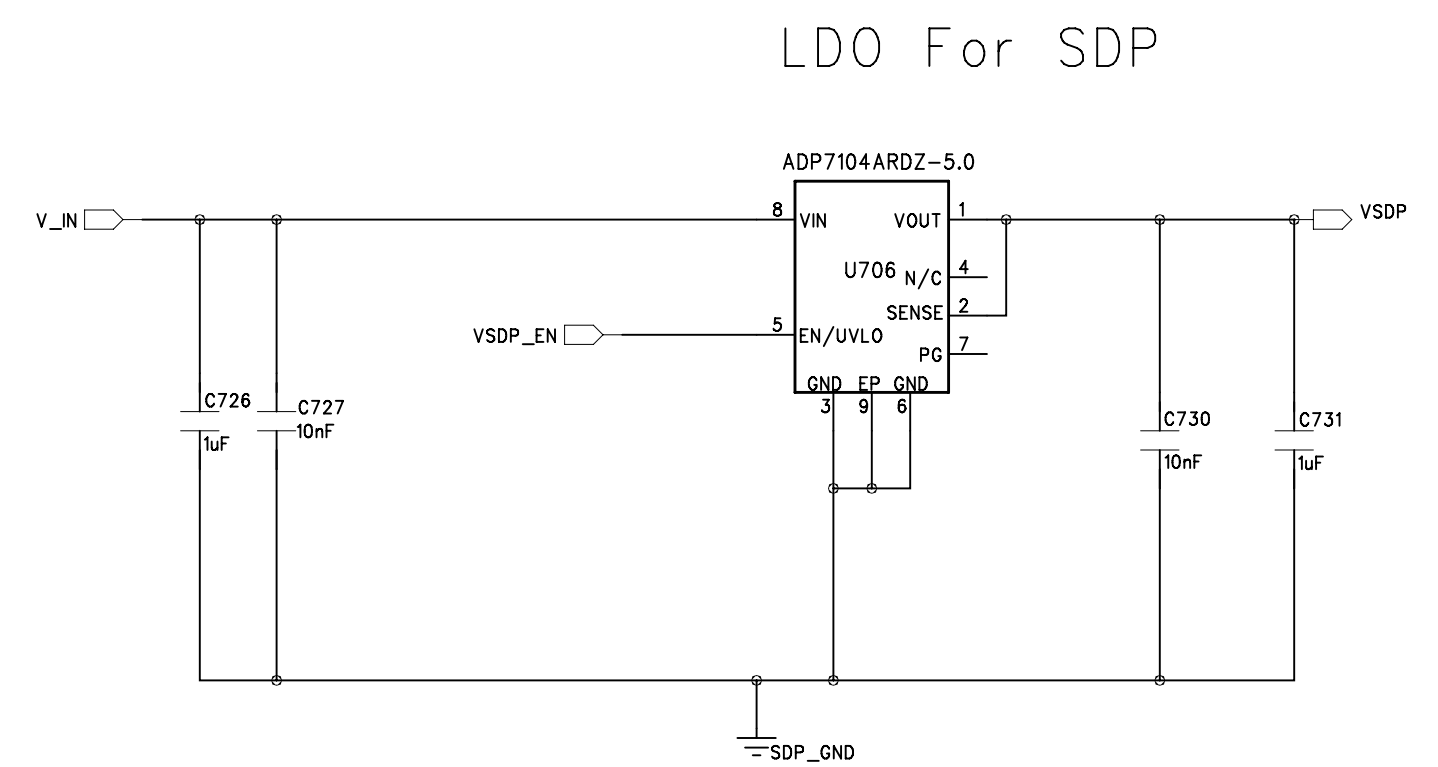 LDO For SDP
ADP7104ARDZ-5.0
V_IN
8
VIN
VOUT
1
VSDP
U706
N/C
4
SENSE
2
VSDP_EN
5
EN/UVLO
PG
7
GND
EP
GND
3
9
6
C726
1uF
C727
10nF
C730
10nF
C731
1uF
SDP_GND